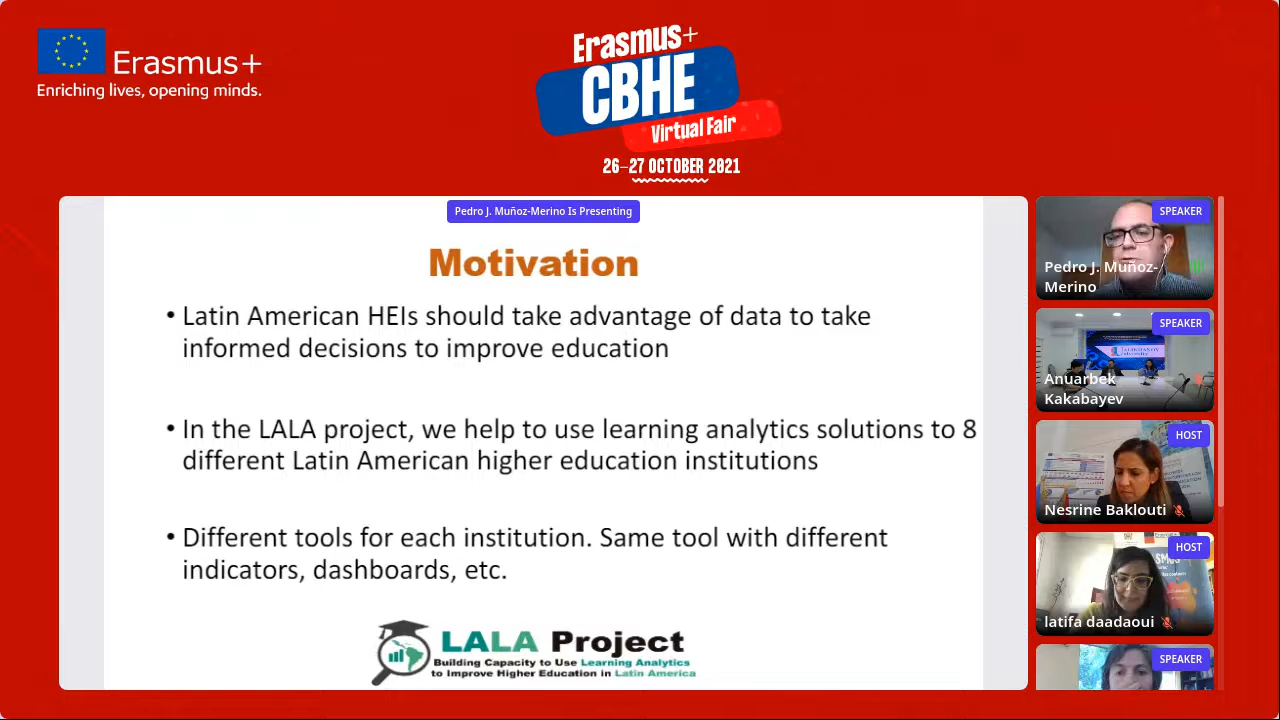 Erasmus+
Enriching lives, opening minds.
Erasmus+
CBHE
Virtual Fair
26–27 OCTOBER 2021
Pedro J. Muñoz-Merino Is Presenting
Motivation
• Latin American HEIs should take advantage of data to take
informed decisions to improve education
• In the LALA project, we help to use learning analytics solutions to 8
different Latin American higher education institutions
• Different tools for each institution. Same tool with different
indicators, dashboards, etc.
LALA Project
Building Capacity to Use Learning Analytics
to Improve Higher Education in Latin America
SPEAKER
Pedro J. Muñoz-
Merino
SPEAKER
Anuarbek
Kakabayev
HOST
Nesrine Baklouti
HOST
latifa daadaoui
SPEAKER